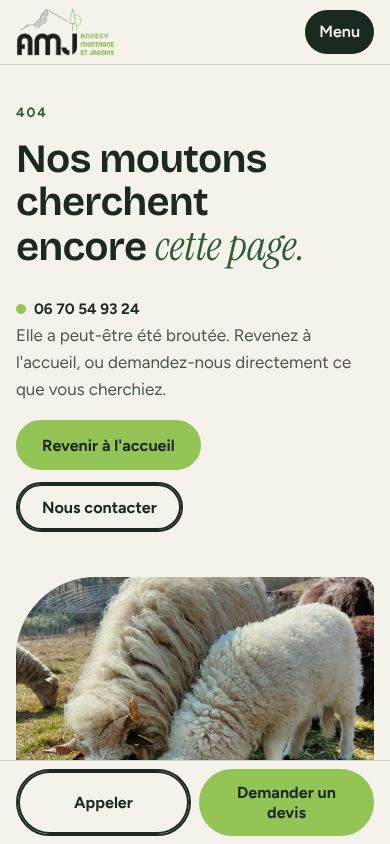 AMJ
ANNECY
MONTAGNE
ET JARDINS
Menu
404
Nos moutons
cherchent
encore cette page.
06 70 54 93 24
Elle a peut-être été broutée. Revenez à
l'accueil, ou demandez-nous directement ce
que vous cherchiez.
Revenir à l'accueil
Nous contacter
Appeler
Demander un
devis